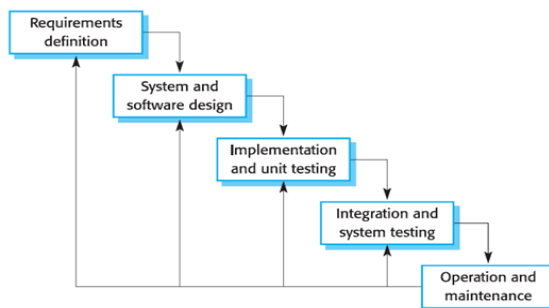 Requirements
definition
System and
software design
Implementation
and unit testing
Integration and
system testing
Operation and
maintenance